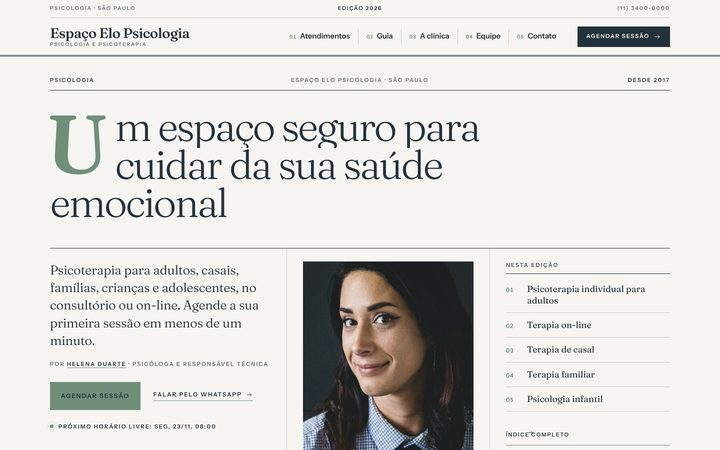 PSICOLOGIA · SÃO PAULO
EDIÇÃO 2026
(11) 3400-0000
Espaço Elo Psicologia
PSICOLOGIA E PSICOTERAPIA
01 Atendimentos
02 Guia
03 A clínica
04 Equipe
05 Contato
AGENDAR SESSÃO →
PSICOLOGIA
ESPAÇO ELO PSICOLOGIA · SÃO PAULO
DESDE 2017
Um espaço seguro para
cuidar da sua saúde
emocional
Psicoterapia para adultos, casais,
famílias, crianças e adolescentes, no
consultório ou on-line. Agende a sua
primeira sessão em menos de um
minuto.
POR HELENA DUARTE · PSICÓLOGA E RESPONSÁVEL TÉCNICA
AGENDAR SESSÃO
FALAR PELO WHATSAPP →
PRÓXIMO HORÁRIO LIVRE: SEG, 23/11, 08:00
NESTA EDIÇÃO
01 Psicoterapia individual para
adultos
02 Terapia on-line
03 Terapia de casal
04 Terapia familiar
05 Psicologia infantil
ÍNDICE COMPLETO